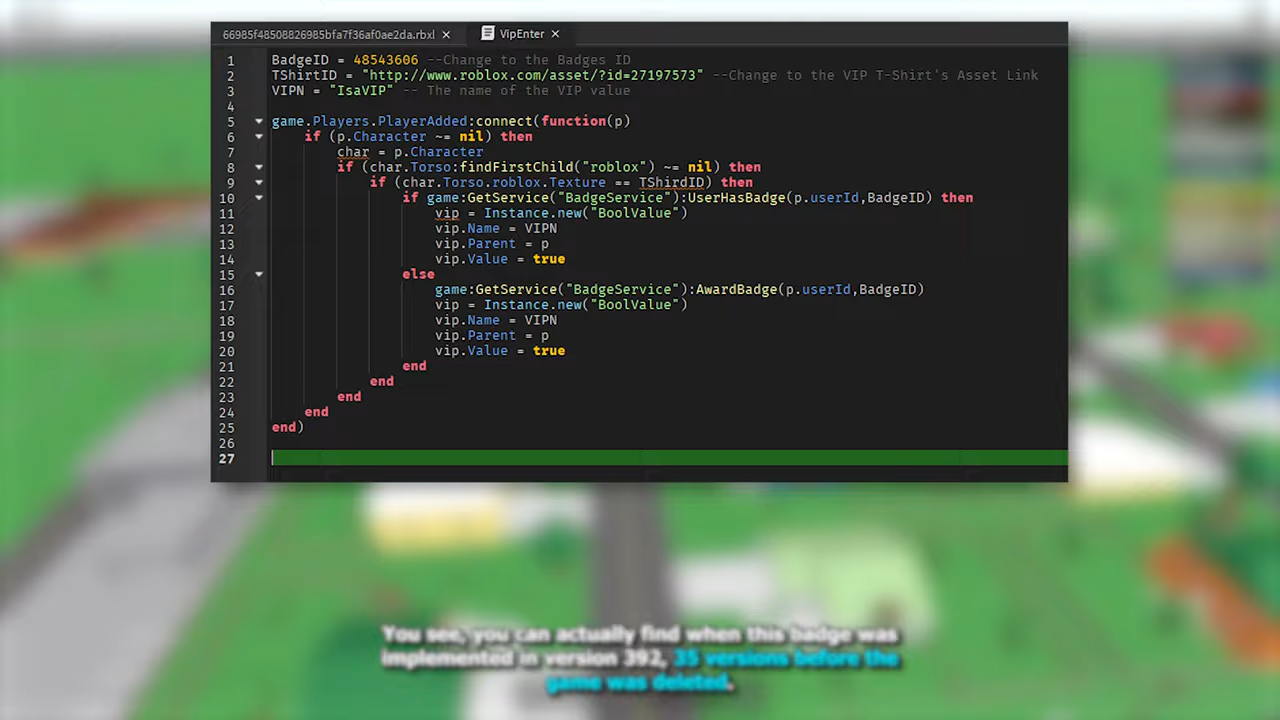 66985f48508826985bfa7f36af0ae2da.rbxl × VipEnter ×
1 BadgeID = 48543606 --Change to the Badges ID
2 TShirtID = "http://www.roblox.com/asset/?id=27197573" --Change to the VIP T-Shirt's Asset Link
3 VIPN = "IsaVIP" -- The name of the VIP value
4
5 game.Players.PlayerAdded:connect(function(p)
6 if (p.Character ~= nil) then
7 char = p.Character
8 if (char.Torso:findFirstChild("roblox") ~= nil) then
9 if (char.Torso.roblox.Texture == TShirdID) then
10 if game:GetService("BadgeService"):UserHasBadge(p.userId,BadgeID) then
11 vip = Instance.new("BoolValue")
12 vip.Name = VIPN
13 vip.Parent = p
14 vip.Value = true
15 else
16 game:GetService("BadgeService"):AwardBadge(p.userId,BadgeID)
17 vip = Instance.new("BoolValue")
18 vip.Name = VIPN
19 vip.Parent = p
20 vip.Value = true
21 end
22 end
23 end
24 end
25 end)
26
27
You see, you can actually find when this badge was
implemented in version 392, 35 versions before the
game was deleted.